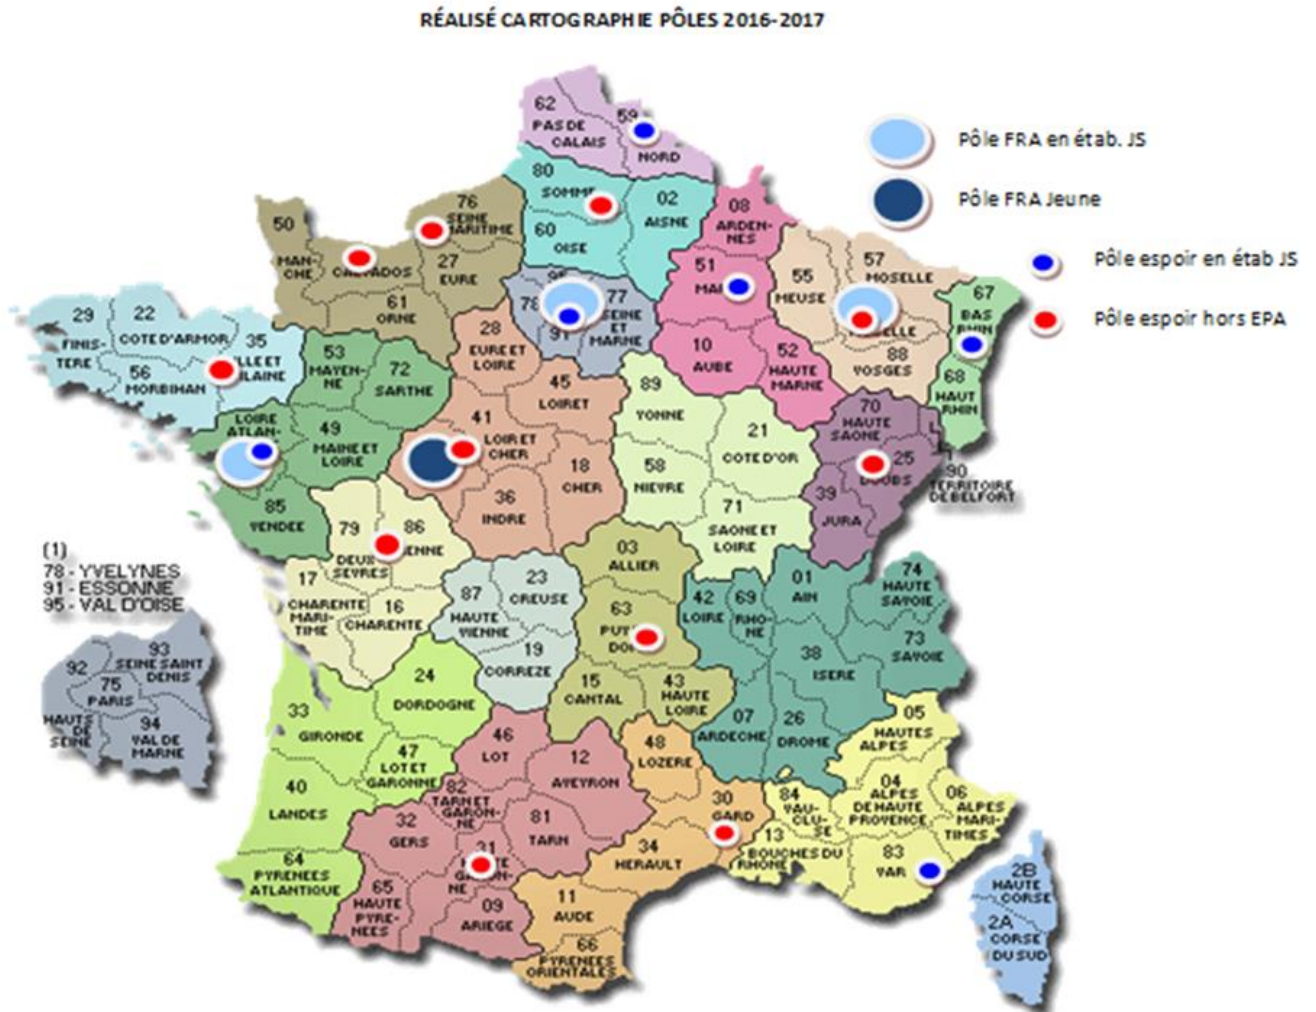 RÉALISÉ CARTOGRAPHIE PÔLES 2016-2017
Pôle FRA en étab. JS
Pôle FRA Jeune
Pôle espoir en étab JS
Pôle espoir hors EPA
62
PAS DE
CALAIS
59
NORD
80
SOMME
02
AISNE
60
OISE
76
SEINE
MARITIME
27
EURE
50
MAN-
CHE
CALVADOS
61
ORNE
08
ARDEN-
NES
51
10
AUBE
52
HAUTE
MARNE
55
MEUSE
57
MOSELLE
88
VOSGES
67
BAS
RHIN
68
HAUT
RHIN
78
91
77
SEINE
ET
MARNE
29
FINIS-
TERE
22
COTE D'ARMOR
35
ILLE ET
VILAINE
56
MORBIHAN
53
MAYEN-
NE
72
SARTHE
LOIRE
ATLAN-
49
MAINE ET
LOIRE
85
VENDEE
28
EURE ET
LOIRE
45
LOIRET
41
LOIR ET
CHER
18
CHER
36
INDRE
89
YONNE
21
COTE D'OR
58
NIEVRE
71
SAONE ET
LOIRE
70
HAUTE
SAONE
25
DOUBS
39
JURA
90
TERRITOIRE
DE BELFORT
79
DEUX
SEVRES
86
VIENNE
17
CHARENTE
MARI-
TIME
16
CHARENTE
87
HAUTE
VIENNE
23
CREUSE
19
CORREZE
03
ALLIER
63
PUY
15
CANTAL
43
HAUTE
LOIRE
42
LOIRE
69
RHO-
NE
01
AIN
74
HAUTE
SAVOIE
73
SAVOIE
38
ISERE
07
ARDECHE
26
DROME
(1)
78 - YVELYNES
91 - ESSONNE
95 - VAL D'OISE
92
HAUTS
DE
SEINE
93
SEINE SAINT
DENIS
75
PARIS
94
VAL DE
MARNE
24
DORDOGNE
33
GIRONDE
47
LOT ET
GARONNE
40
LANDES
64
PYRENEES
ATLANTIQUE
46
LOT
12
AVEYRON
82
TARN ET
GARON-
NE
32
GERS
81
TARN
31
65
HAUTE
PYRE-
NEES
09
ARIEGE
48
LOZERE
30
GARD
34
HERAULT
11
AUDE
66
PYRENEES
ORIENTALES
05
HAUTES
ALPES
04
ALPES
DE HAUTE
PROVENCE
06
ALPES
MARI-
TIMES
84
VAU-
CLU-
SE
13
BOUCHES DU
RHONE
83
VAR
2B
HAUTE
CORSE
2A
CORSE
DU SUD